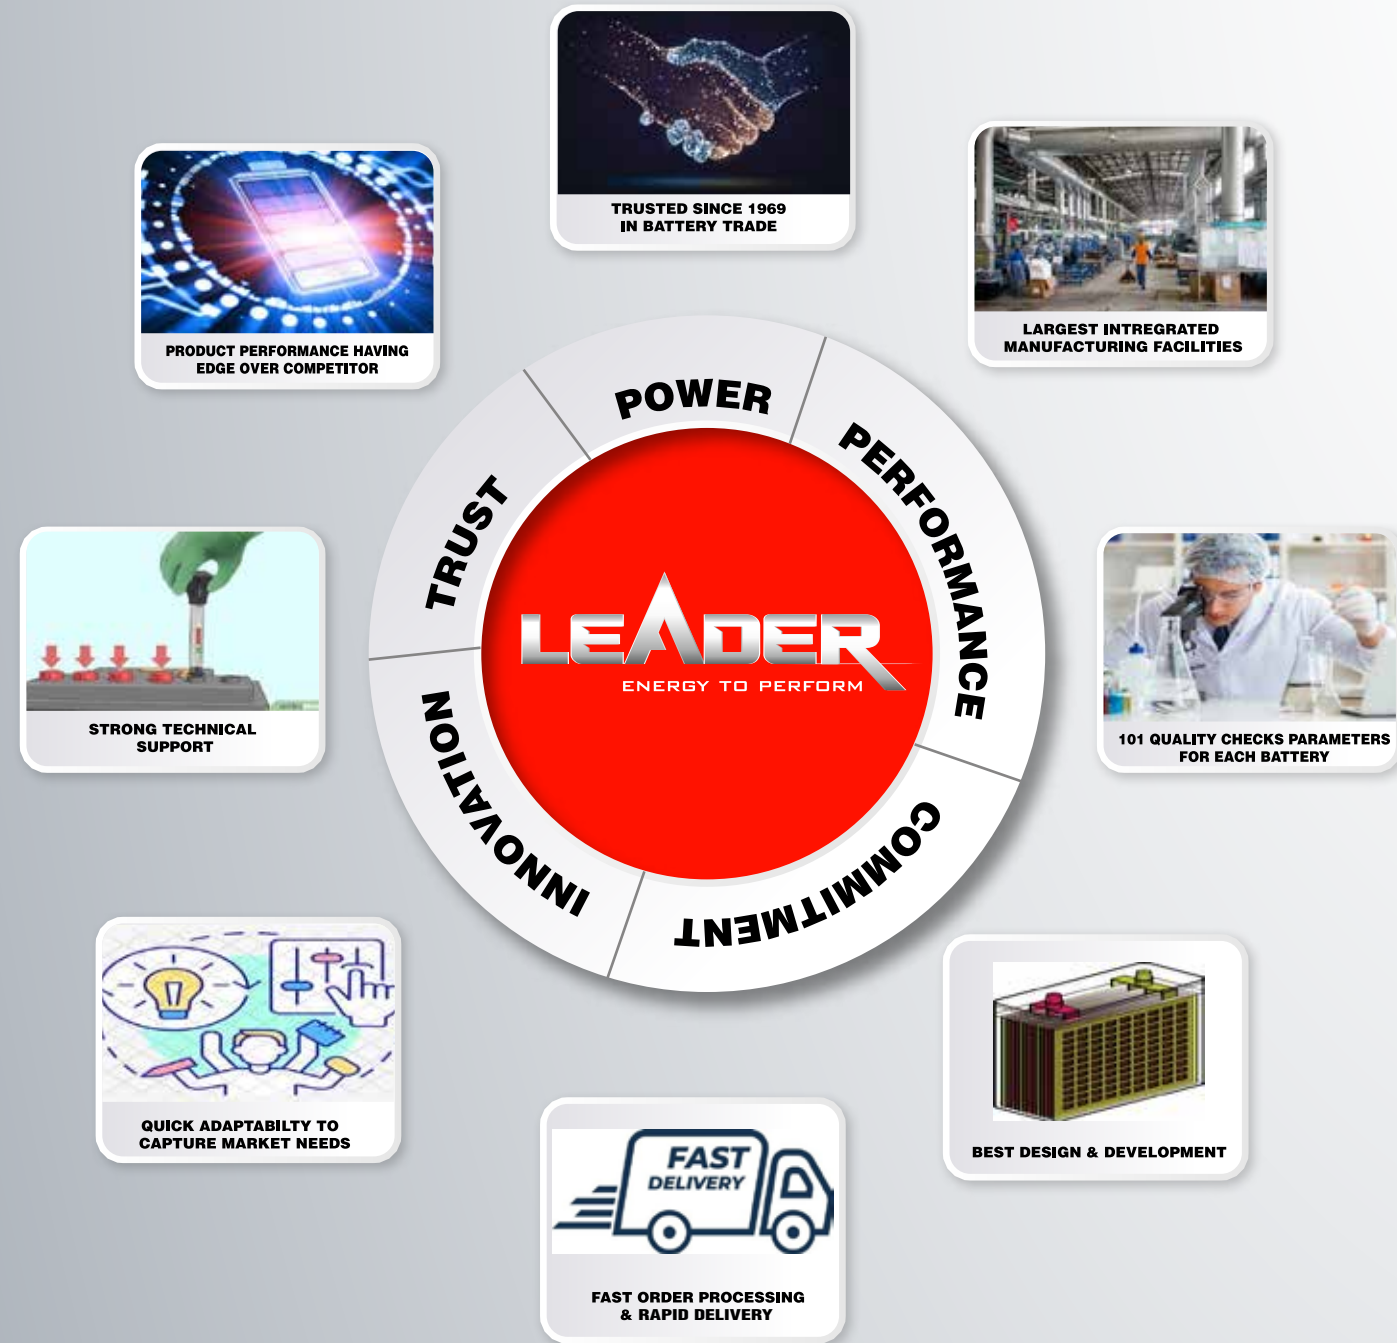 TRUSTED SINCE 1969
IN BATTERY TRADE
PRODUCT PERFORMANCE HAVING
EDGE OVER COMPETITOR
LARGEST INTREGRATED
MANUFACTURING FACILITIES
POWER
PERFORMANCE
TRUST
LEADER
ENERGY TO PERFORM
INNOVATION
COMMITMENT
STRONG TECHNICAL
SUPPORT
101 QUALITY CHECKS PARAMETERS
FOR EACH BATTERY
QUICK ADAPTABILTY TO
CAPTURE MARKET NEEDS
BEST DESIGN & DEVELOPMENT
FAST
DELIVERY
FAST ORDER PROCESSING
& RAPID DELIVERY